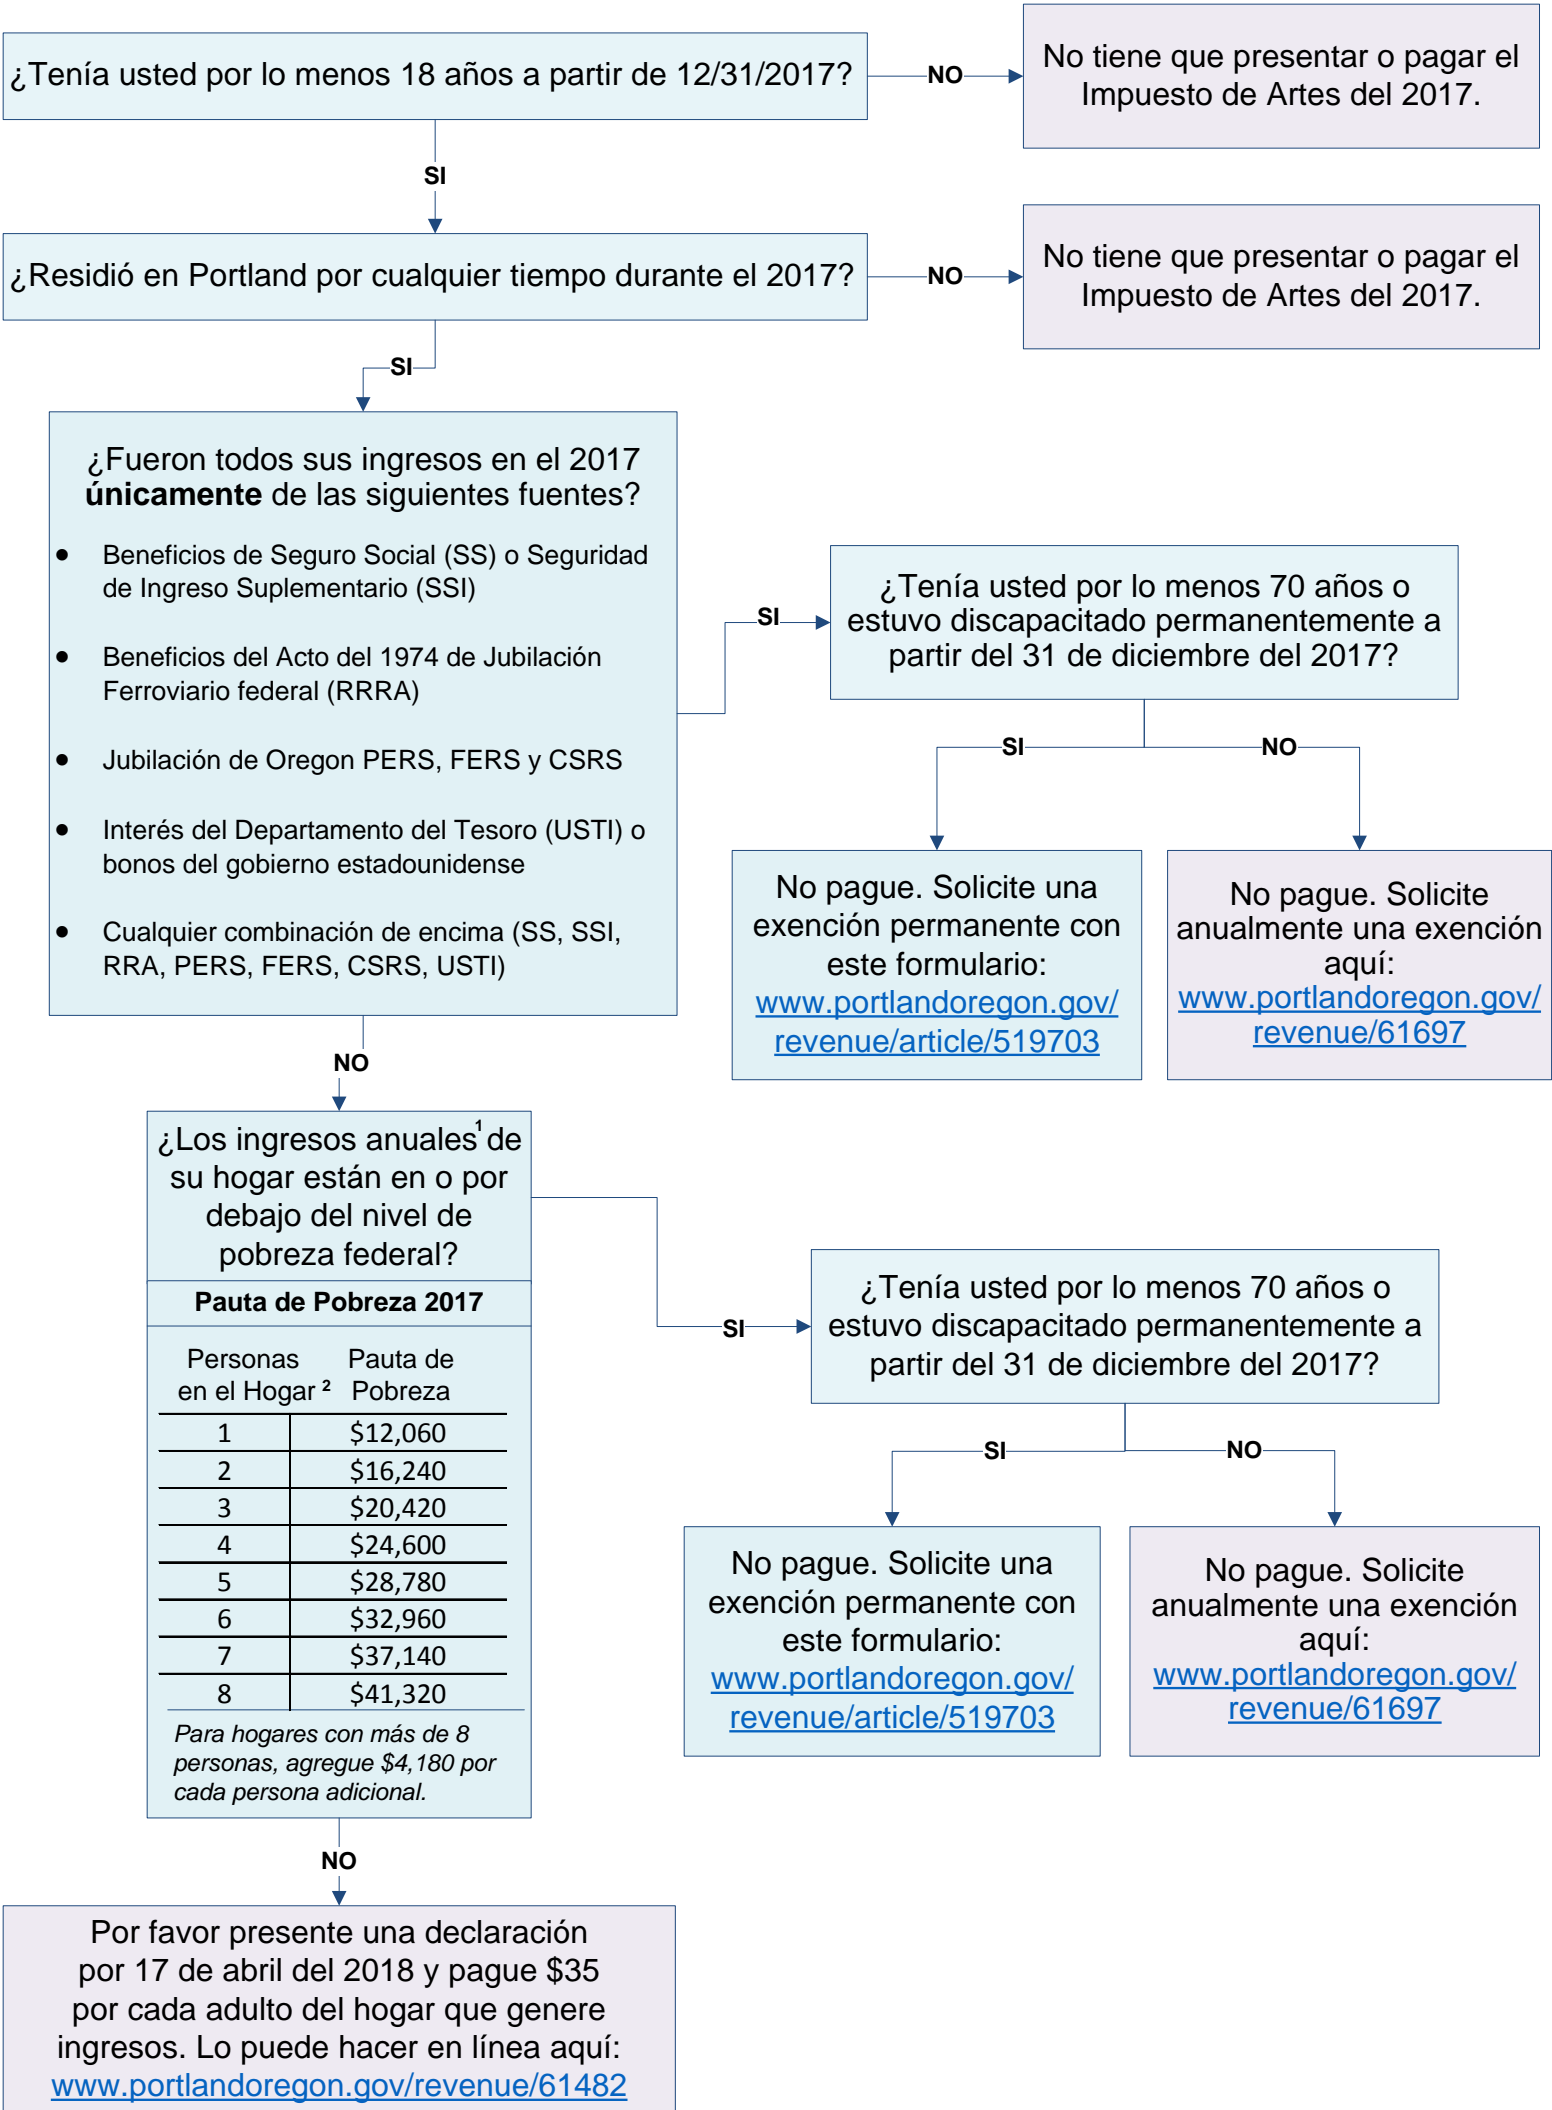 ¿Tenía usted por lo menos 18 años a partir de 12/31/2017?
NO
No tiene que presentar o pagar el
Impuesto de Artes del 2017.
SI
¿Residió en Portland por cualquier tiempo durante el 2017?
NO
No tiene que presentar o pagar el
Impuesto de Artes del 2017.
SI
¿Fueron todos sus ingresos en el 2017
únicamente de las siguientes fuentes?
• Beneficios de Seguro Social (SS) o Seguridad
de Ingreso Suplementario (SSI)
• Beneficios del Acto del 1974 de Jubilación
Ferroviario federal (RRRA)
• Jubilación de Oregon PERS, FERS y CSRS
• Interés del Departamento del Tesoro (USTI) o
bonos del gobierno estadounidense
• Cualquier combinación de encima (SS, SSI,
RRA, PERS, FERS, CSRS, USTI)
SI
¿Tenía usted por lo menos 70 años o
estuvo discapacitado permanentemente a
partir del 31 de diciembre del 2017?
SI
NO
No pague. Solicite una
exención permanente con
este formulario:
www.portlandoregon.gov/
revenue/article/519703
No pague. Solicite
anualmente una exención
aquí:
www.portlandoregon.gov/
revenue/61697
NO
¿Los ingresos anuales¹ de
su hogar están en o por
debajo del nivel de
pobreza federal?
Pauta de Pobreza 2017
Personas Pauta de
en el Hogar ² Pobreza
1 $12,060
2 $16,240
3 $20,420
4 $24,600
5 $28,780
6 $32,960
7 $37,140
8 $41,320
Para hogares con más de 8
personas, agregue $4,180 por
cada persona adicional.
SI
¿Tenía usted por lo menos 70 años o
estuvo discapacitado permanentemente a
partir del 31 de diciembre del 2017?
SI
NO
No pague. Solicite una
exención permanente con
este formulario:
www.portlandoregon.gov/
revenue/article/519703
No pague. Solicite
anualmente una exención
aquí:
www.portlandoregon.gov/
revenue/61697
NO
Por favor presente una declaración
por 17 de abril del 2018 y pague $35
por cada adulto del hogar que genere
ingresos. Lo puede hacer en línea aquí:
www.portlandoregon.gov/revenue/61482